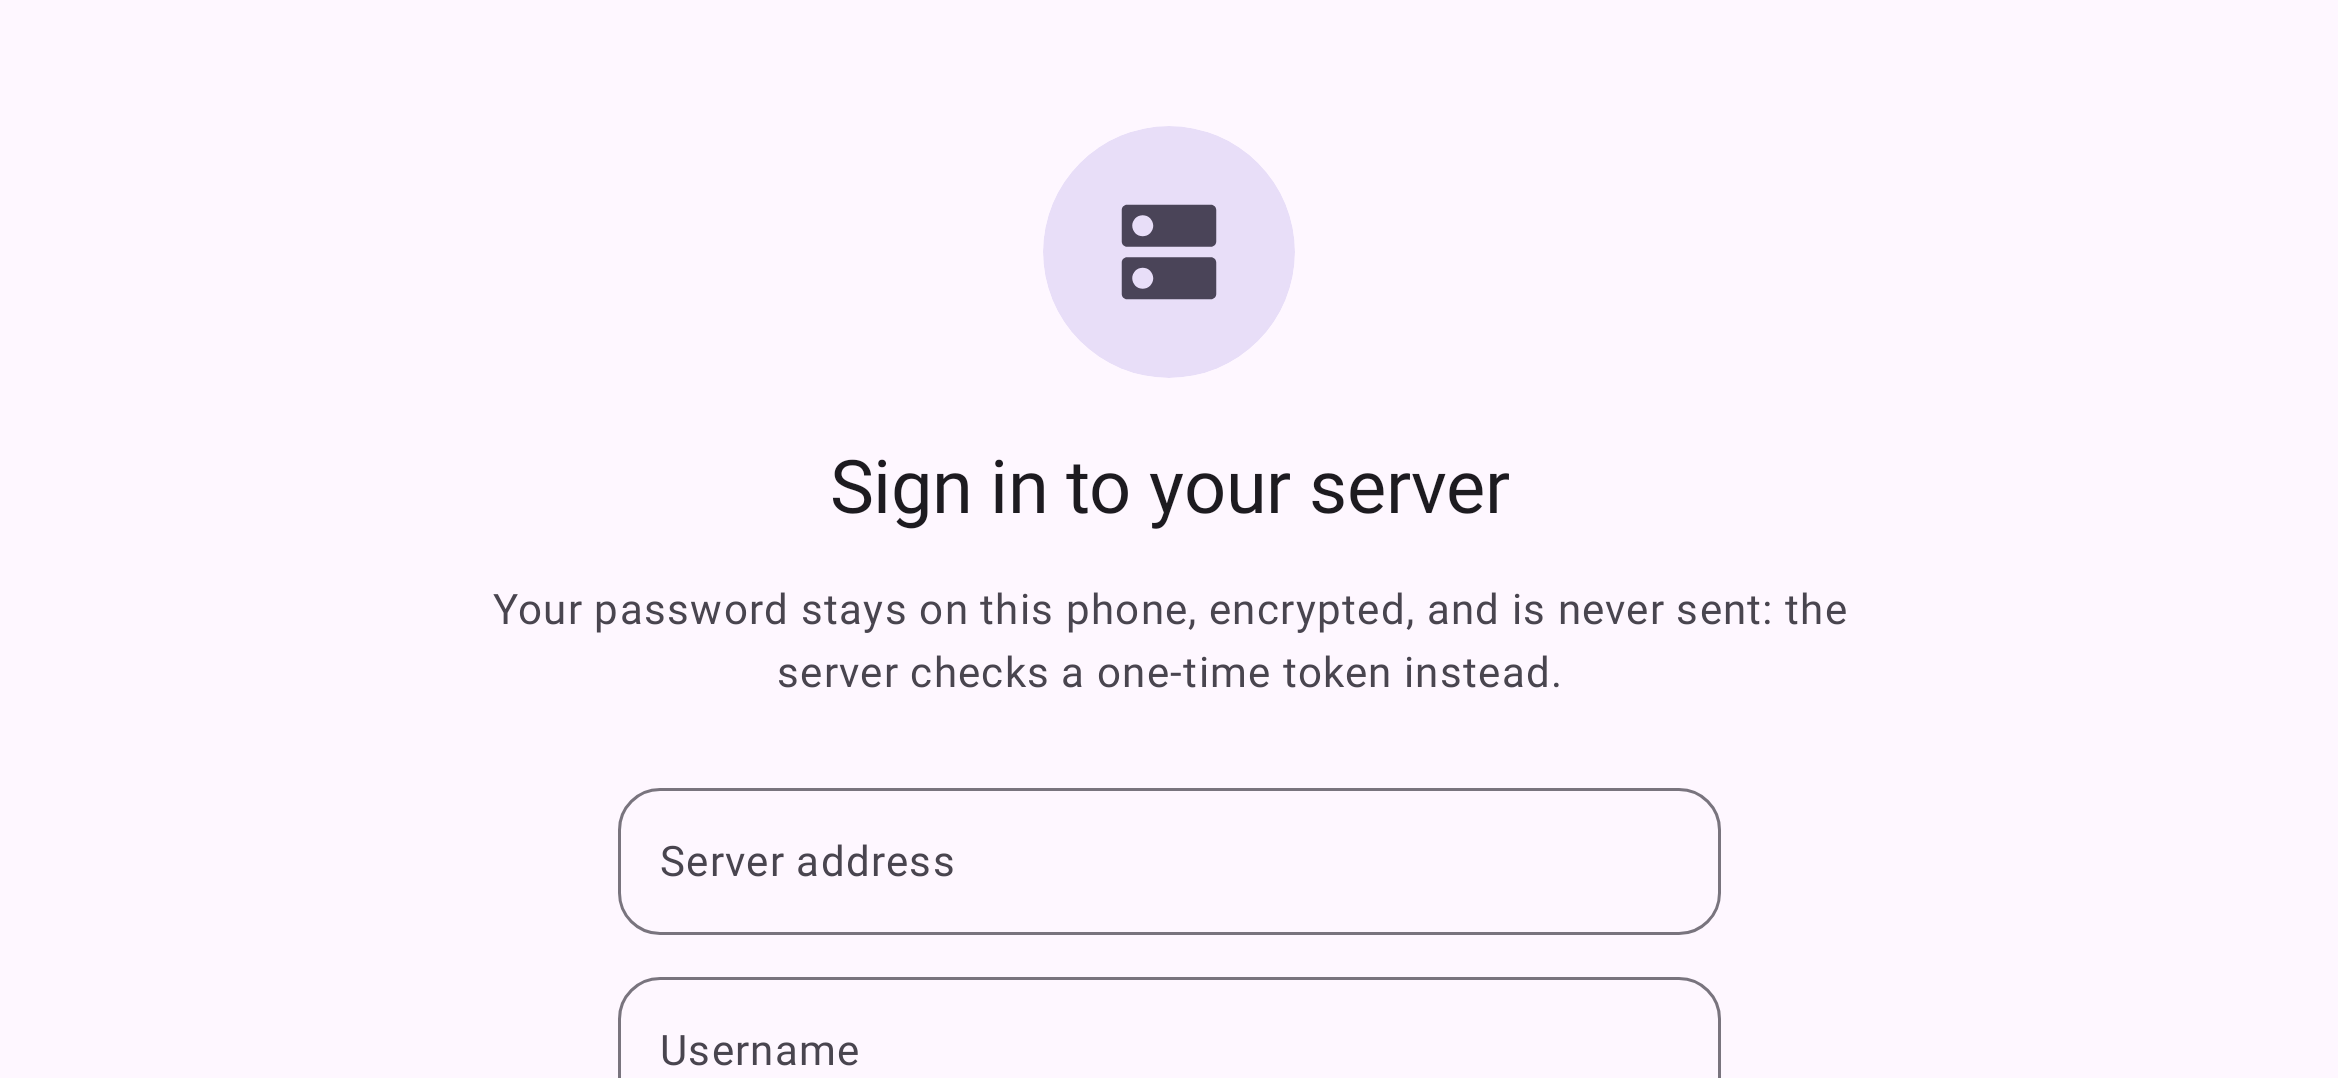 Sign in to your server
Your password stays on this phone, encrypted, and is never sent: the
server checks a one-time token instead.
Server address
Username